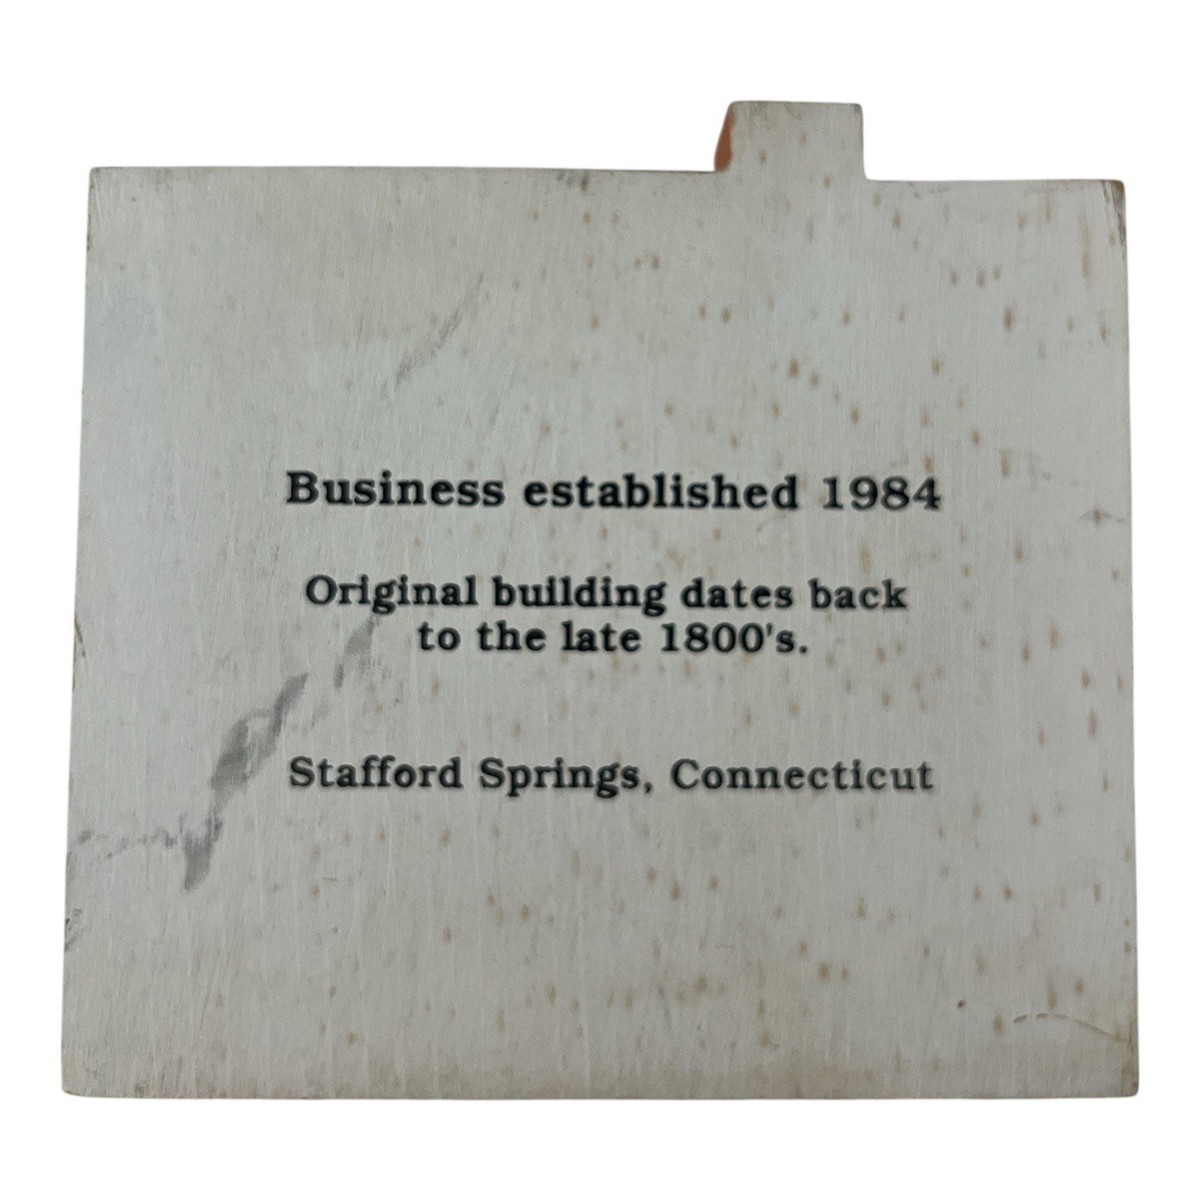 Business established 1984
Original building dates back
to the late 1800's.
Stafford Springs, Connecticut